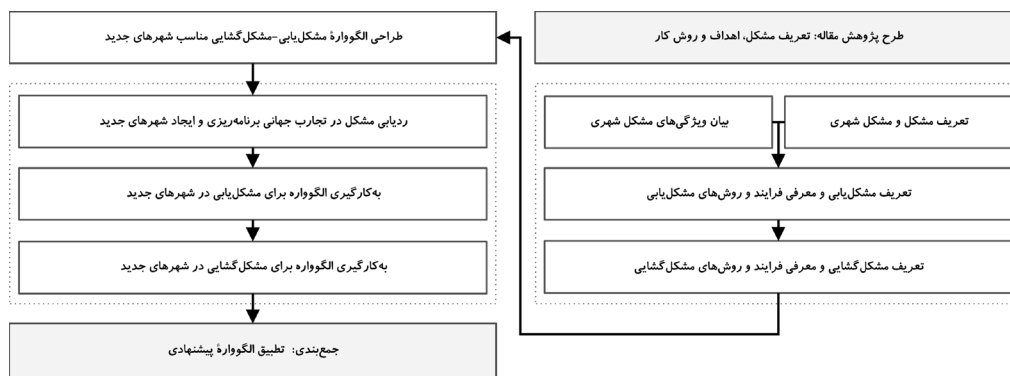 طرح پژوهش مقاله: تعریف مشکل، اهداف و روش کار
تعریف مشکل و مشکل شهری
بیان ویژگی‌های مشکل شهری
تعریف مشکل‌یابی و معرفی فرایند و روش‌های مشکل‌یابی
تعریف مشکل‌گشایی و معرفی فرایند و روش‌های مشکل‌گشایی
طراحی الگووارهٔ مشکل‌یابی-مشکل‌گشایی مناسب شهرهای جدید
ردیابی مشکل در تجارب جهانی برنامه‌ریزی و ایجاد شهرهای جدید
به‌کارگیری الگوواره برای مشکل‌یابی در شهرهای جدید
به‌کارگیری الگوواره برای مشکل‌گشایی در شهرهای جدید
جمع‌بندی: تطبیق الگووارهٔ پیشنهادی